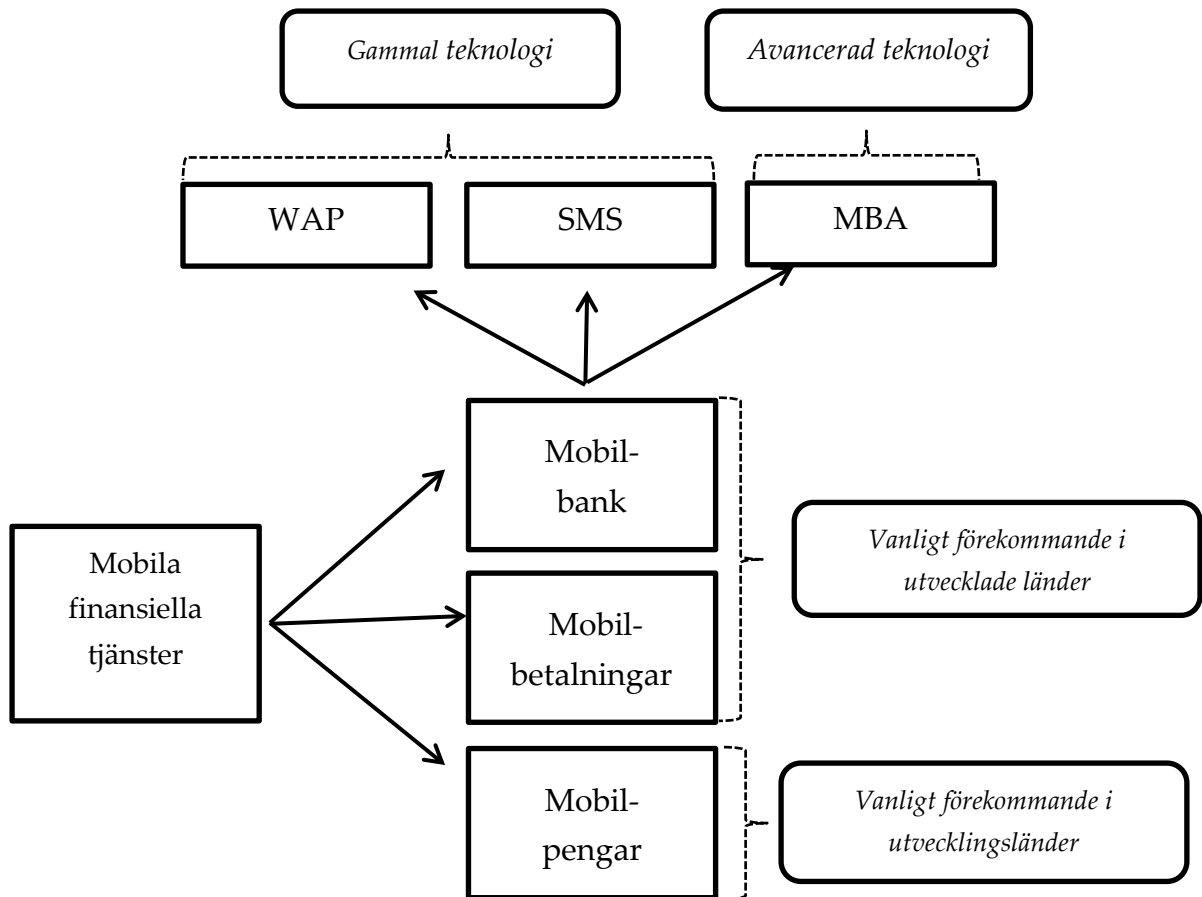 Gammal teknologi
Avancerad teknologi
WAP
SMS
MBA
Mobil-
bank
Vanligt förekommande i
utvecklade länder
Mobila
finansiella
tjänster
Mobil-
betalningar
Mobil-
pengar
Vanligt förekommande i
utvecklingsländer